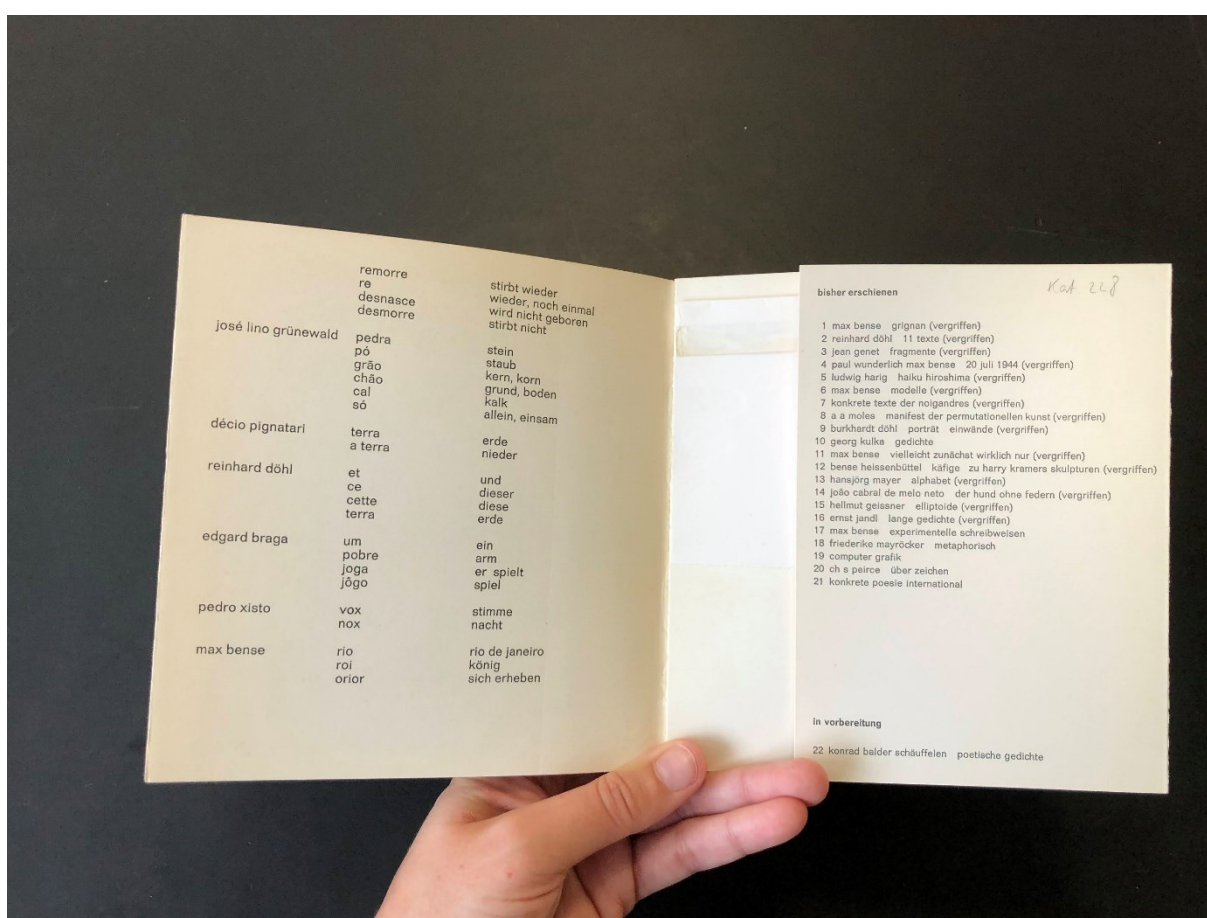 remorre stirbt wieder
re wieder, noch einmal
desnasce wird nicht geboren
desmorre stirbt nicht
josé lino grünewald pedra stein
pó staub
grão kern, korn
chão grund, boden
cal kalk
só allein, einsam
décio pignatari terra erde
a terra nieder
reinhard döhl et und
ce dieser
cette diese
terra erde
edgard braga um ein
pobre arm
joga er spielt
jôgo spiel
pedro xisto vox stimme
nox nacht
max bense rio rio de janeiro
roi könig
orior sich erheben
bisher erschienen
Kat 228
1 max bense grignan (vergriffen)
2 reinhard döhl 11 texte (vergriffen)
3 jean genet fragmente (vergriffen)
4 paul wunderlich max bense 20 juli 1944 (vergriffen)
5 ludwig harig haiku hiroshima (vergriffen)
6 max bense modelle (vergriffen)
7 konkrete texte der noigandres (vergriffen)
8 a a moles manifest der permutationellen kunst (vergriffen)
9 burkhardt döhl porträt einwände (vergriffen)
10 georg kulka gedichte
11 max bense vielleicht zunächst wirklich nur (vergriffen)
12 bense heissenbüttel käfige zu harry kramers skulpturen (vergriffen)
13 hansjörg mayer alphabet (vergriffen)
14 joão cabral de melo neto der hund ohne federn (vergriffen)
15 hellmut geissner elliptoide (vergriffen)
16 ernst jandl lange gedichte (vergriffen)
17 max bense experimentelle schreibweisen
18 friederike mayröcker metaphorisch
19 computer grafik
20 ch s peirce über zeichen
21 konkrete poesie international
in vorbereitung
22 konrad balder schäuffelen poetische gedichte